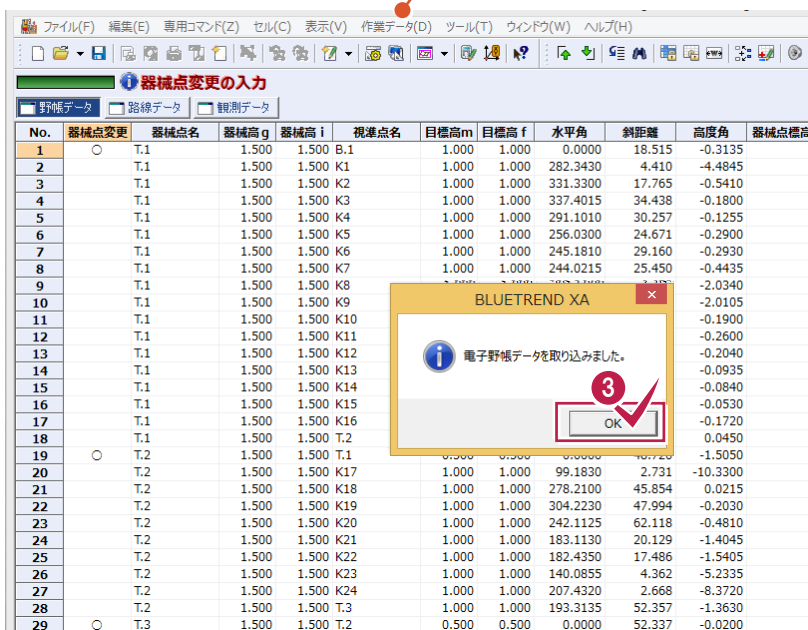 ファイル(F) 編集(E) 専用コマンド(Z) セル(C) 表示(V) 作業データ(D) ツール(T) ウィンドウ(W) ヘルプ(H)
器械点変更の入力
野帳データ 路線データ 観測データ
No. 器械点変更 器械点名 器械高g 器械高i 視準点名 目標高m 目標高f 水平角 斜距離 高度角 器械点標高
1 ○ T.1 1.500 1.500 B.1 1.000 1.000 0.0000 18.515 -0.3135
2 T.1 1.500 1.500 K1 1.000 1.000 282.3430 4.410 -4.4845
3 T.1 1.500 1.500 K2 1.000 1.000 331.3300 17.765 -0.5410
4 T.1 1.500 1.500 K3 1.000 1.000 337.4015 34.438 -0.1800
5 T.1 1.500 1.500 K4 1.000 1.000 291.1010 30.257 -0.1255
6 T.1 1.500 1.500 K5 1.000 1.000 256.0300 24.671 -0.2900
7 T.1 1.500 1.500 K6 1.000 1.000 245.1810 29.160 -0.2930
8 T.1 1.500 1.500 K7 1.000 1.000 244.0215 25.450 -0.4435
9 T.1 1.500 1.500 K8 -2.0340
10 T.1 1.500 1.500 K9 -2.0105
11 T.1 1.500 1.500 K10 -0.1900
12 T.1 1.500 1.500 K11 -0.2600
13 T.1 1.500 1.500 K12 -0.2040
14 T.1 1.500 1.500 K13 -0.0935
15 T.1 1.500 1.500 K14 -0.0840
16 T.1 1.500 1.500 K15 -0.0530
17 T.1 1.500 1.500 K16 -0.1720
18 T.1 1.500 1.500 T.2 0.0450
19 ○ T.2 1.500 1.500 T.1 -1.5050
20 T.2 1.500 1.500 K17 1.000 1.000 99.1830 2.731 -10.3300
21 T.2 1.500 1.500 K18 1.000 1.000 278.2100 45.854 0.0215
22 T.2 1.500 1.500 K19 1.000 1.000 304.2230 47.994 -0.2030
23 T.2 1.500 1.500 K20 1.000 1.000 242.1125 62.118 -0.4810
24 T.2 1.500 1.500 K21 1.000 1.000 183.1130 20.129 -1.4045
25 T.2 1.500 1.500 K22 1.000 1.000 182.4350 17.486 -1.5405
26 T.2 1.500 1.500 K23 1.000 1.000 140.0855 4.362 -5.2335
27 T.2 1.500 1.500 K24 1.000 1.000 207.4320 2.668 -8.3720
28 T.2 1.500 1.500 T.3 1.000 1.000 193.3135 52.357 -1.3630
29 ○ T.3 1.500 1.500 T.2 0.500 0.500 0.0000 52.337 -0.0200
BLUETREND XA
電子野帳データを取り込みました。
3
OK